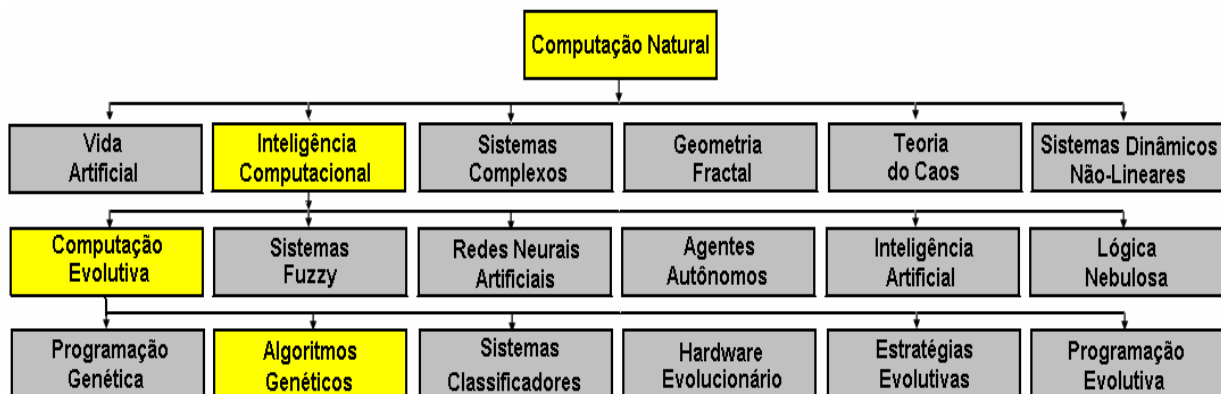 Computação Natural
Vida
Artificial
Inteligência
Computacional
Sistemas
Complexos
Geometria
Fractal
Teoria
do Caos
Sistemas Dinâmicos
Não-Lineares
Computação
Evolutiva
Sistemas
Fuzzy
Redes Neurais
Artificiais
Agentes
Autônomos
Inteligência
Artificial
Lógica
Nebulosa
Programação
Genética
Algoritmos
Genéticos
Sistemas
Classificadores
Hardware
Evolucionário
Estratégias
Evolutivas
Programação
Evolutiva